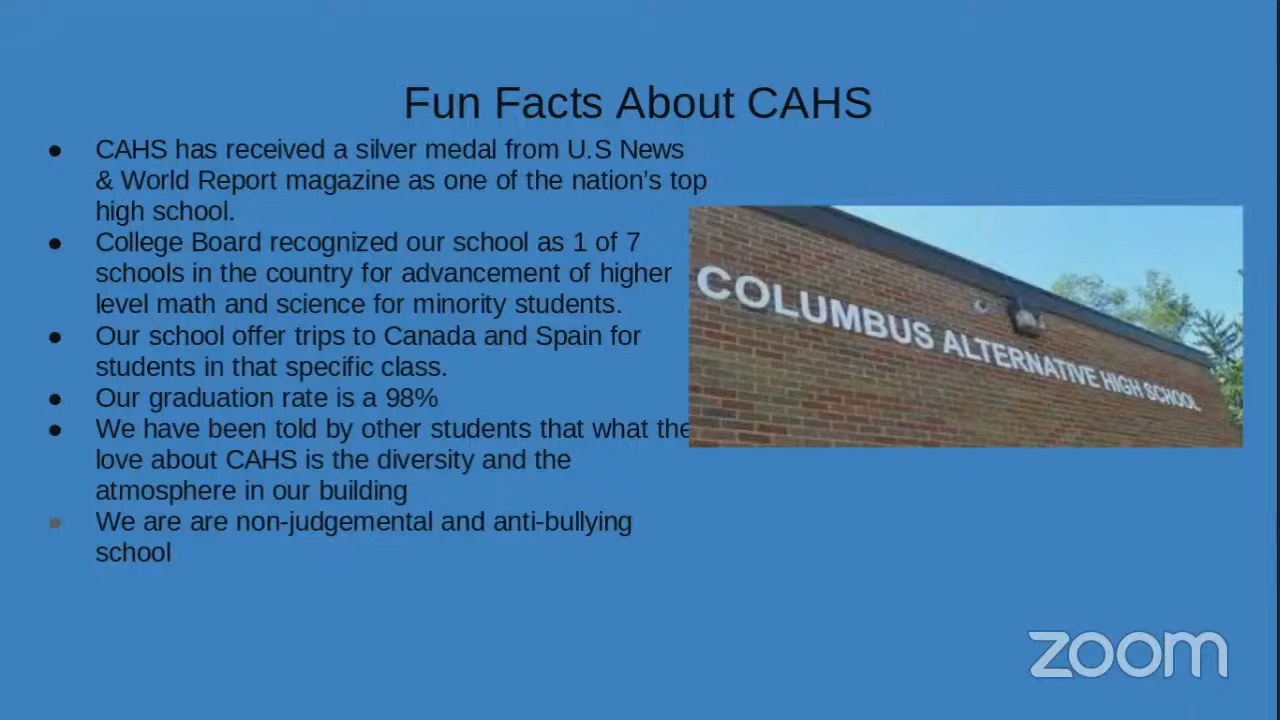 Fun Facts About CAHS
● CAHS has received a silver medal from U.S News
& World Report magazine as one of the nation's top
high school.
● College Board recognized our school as 1 of 7
schools in the country for advancement of higher
level math and science for minority students.
● Our school offer trips to Canada and Spain for
students in that specific class.
● Our graduation rate is a 98%
● We have been told by other students that what the
love about CAHS is the diversity and the
atmosphere in our building
● We are are non-judgemental and anti-bullying
school
COLUMBUS ALTERNATIVE HIGH SCHOOL
zoom